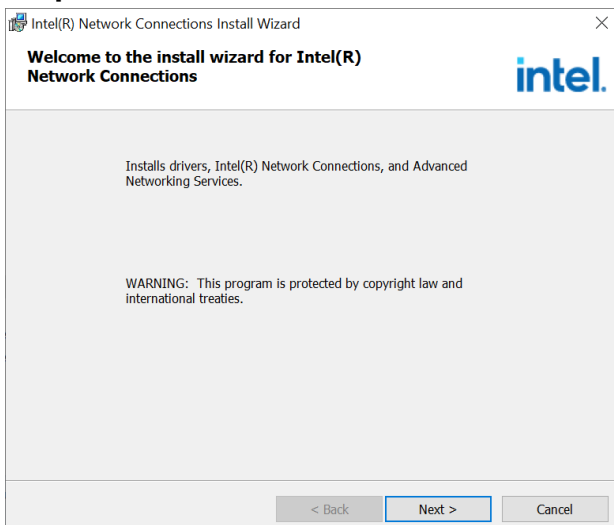 Intel(R) Network Connections Install Wizard
Welcome to the install wizard for Intel(R)
Network Connections
intel.
Installs drivers, Intel(R) Network Connections, and Advanced
Networking Services.
WARNING:  This program is protected by copyright law and
international treaties.
< Back
Next >
Cancel